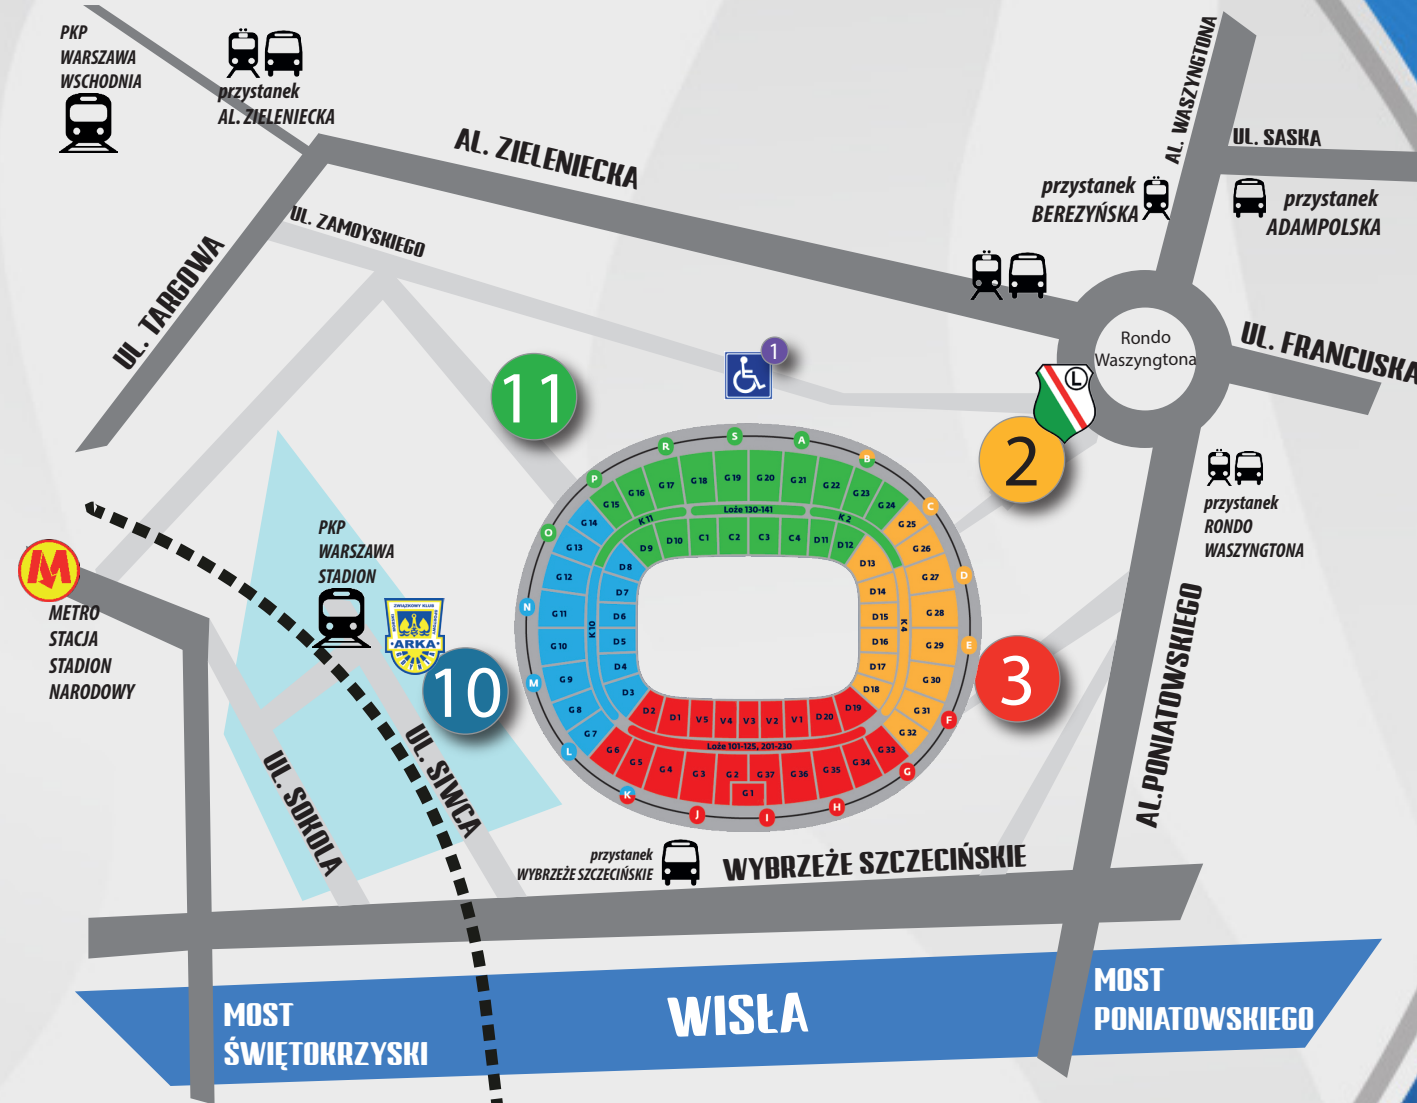 PKP
WARSZAWA
WSCHODNIA
przystanek
AL. ZIELENIECKA
AL. ZIELENIECKA
AL. WASZYNGTONA
UL. SASKA
przystanek
BEREZYŃSKA
przystanek
ADAMPOLSKA
UL. ZAMOYSKIEGO
UL. TARGOWA
Rondo
Waszyngtona
UL. FRANCUSKA
L
1
11
2
przystanek
RONDO
WASZYNGTONA
PKP
WARSZAWA
STADION
M
METRO
STACJA
STADION
NARODOWY
ZWIĄZKOWY KLUB
ARKA
10
3
A
B
C
D
E
F
G
H
I
J
K
L
M
N
O
P
R
S
G 14
G 15
G 16
G 17
G 18
G 19
G 20
G 21
G 22
G 23
G 24
G 25
G 26
G 27
G 28
G 29
G 30
G 31
G 32
G 33
G 34
G 35
G 36
G 37
G 1
G 2
G 3
G 4
G 5
G 6
G 7
G 8
G 9
G 10
G 11
G 12
G 13
K 11
Loże 130-141
K 2
K 4
K 10
D 9
D 10
C 1
C 2
C 3
C 4
D 11
D 12
D 13
D 14
D 15
D 16
D 17
D 18
D 19
D 20
V 1
V 2
V 3
V 4
V 5
D 1
D 2
D 3
D 4
D 5
D 6
D 7
D 8
Loże 101-125, 201-230
UL. SIWCA
UL. SOKOLA
AL.PONIATOWSKIEGO
przystanek
WYBRZEŻE SZCZECIŃSKIE
WYBRZEŻE SZCZECIŃSKIE
MOST
ŚWIĘTOKRZYSKI
WISŁA
MOST
PONIATOWSKIEGO